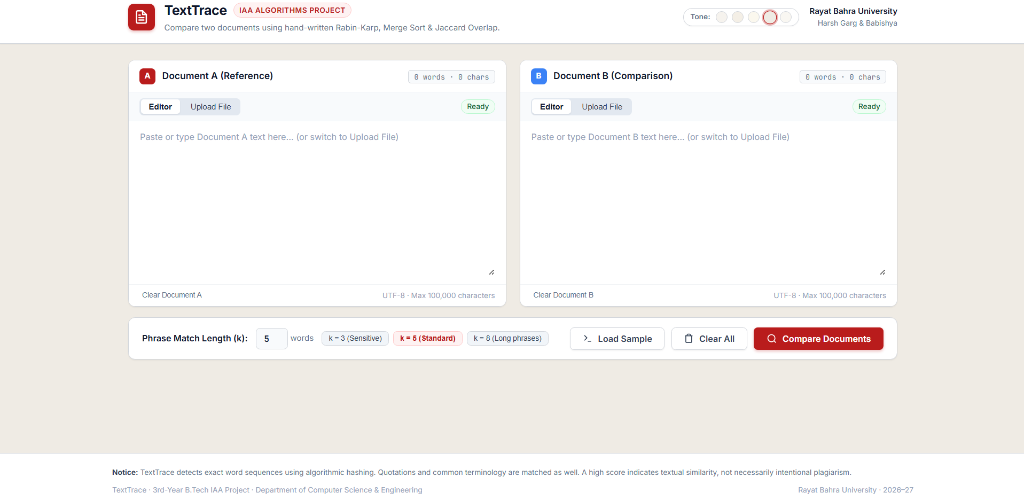 TextTrace IAA ALGORITHMS PROJECT
Compare two documents using hand-written Rabin-Karp, Merge Sort & Jaccard Overlap.
Tone:
Rayat Bahra University
Harsh Garg & Babishya
A Document A (Reference) 0 words · 0 chars
Editor Upload File Ready
Paste or type Document A text here... (or switch to Upload File)
Clear Document A UTF-8 · Max 100,000 characters
B Document B (Comparison) 0 words · 0 chars
Editor Upload File Ready
Paste or type Document B text here... (or switch to Upload File)
Clear Document B UTF-8 · Max 100,000 characters
Phrase Match Length (k): 5 words k = 3 (Sensitive) k = 5 (Standard) k = 8 (Long phrases) Load Sample Clear All Compare Documents
Notice: TextTrace detects exact word sequences using algorithmic hashing. Quotations and common terminology are matched as well. A high score indicates textual similarity, not necessarily intentional plagiarism.
TextTrace · 3rd-Year B.Tech IAA Project · Department of Computer Science & Engineering Rayat Bahra University · 2026–27